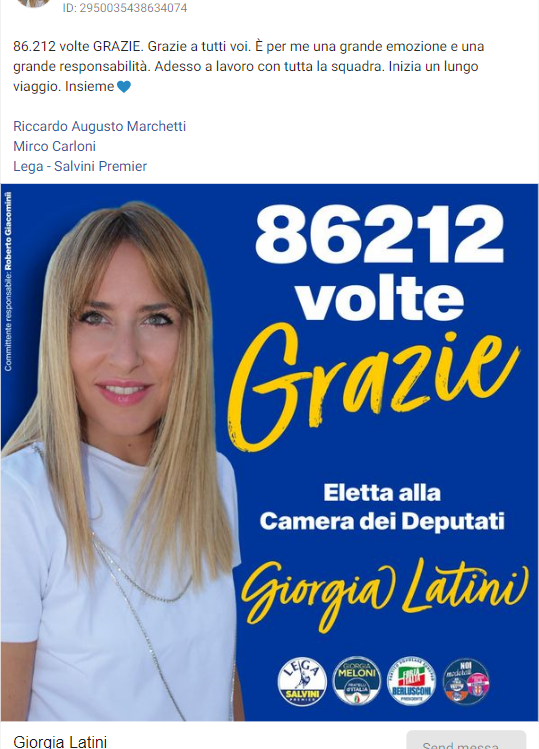 ID: 2950035438634074
86.212 volte GRAZIE. Grazie a tutti voi. È per me una grande emozione e una
grande responsabilità. Adesso a lavoro con tutta la squadra. Inizia un lungo
viaggio. Insieme💙
Riccardo Augusto Marchetti
Mirco Carloni
Lega - Salvini Premier
Committente responsabile: Roberto Giacomini
86212
volte
Grazie
Eletta alla
Camera dei Deputati
Giorgia Latini
LEGA
SALVINI
PREMIER
GIORGIA
MELONI
FRATELLI
d'ITALIA
FORZA
ITALIA
BERLUSCONI
PRESIDENTE
NOI
moderati
Giorgia Latini
Send messa